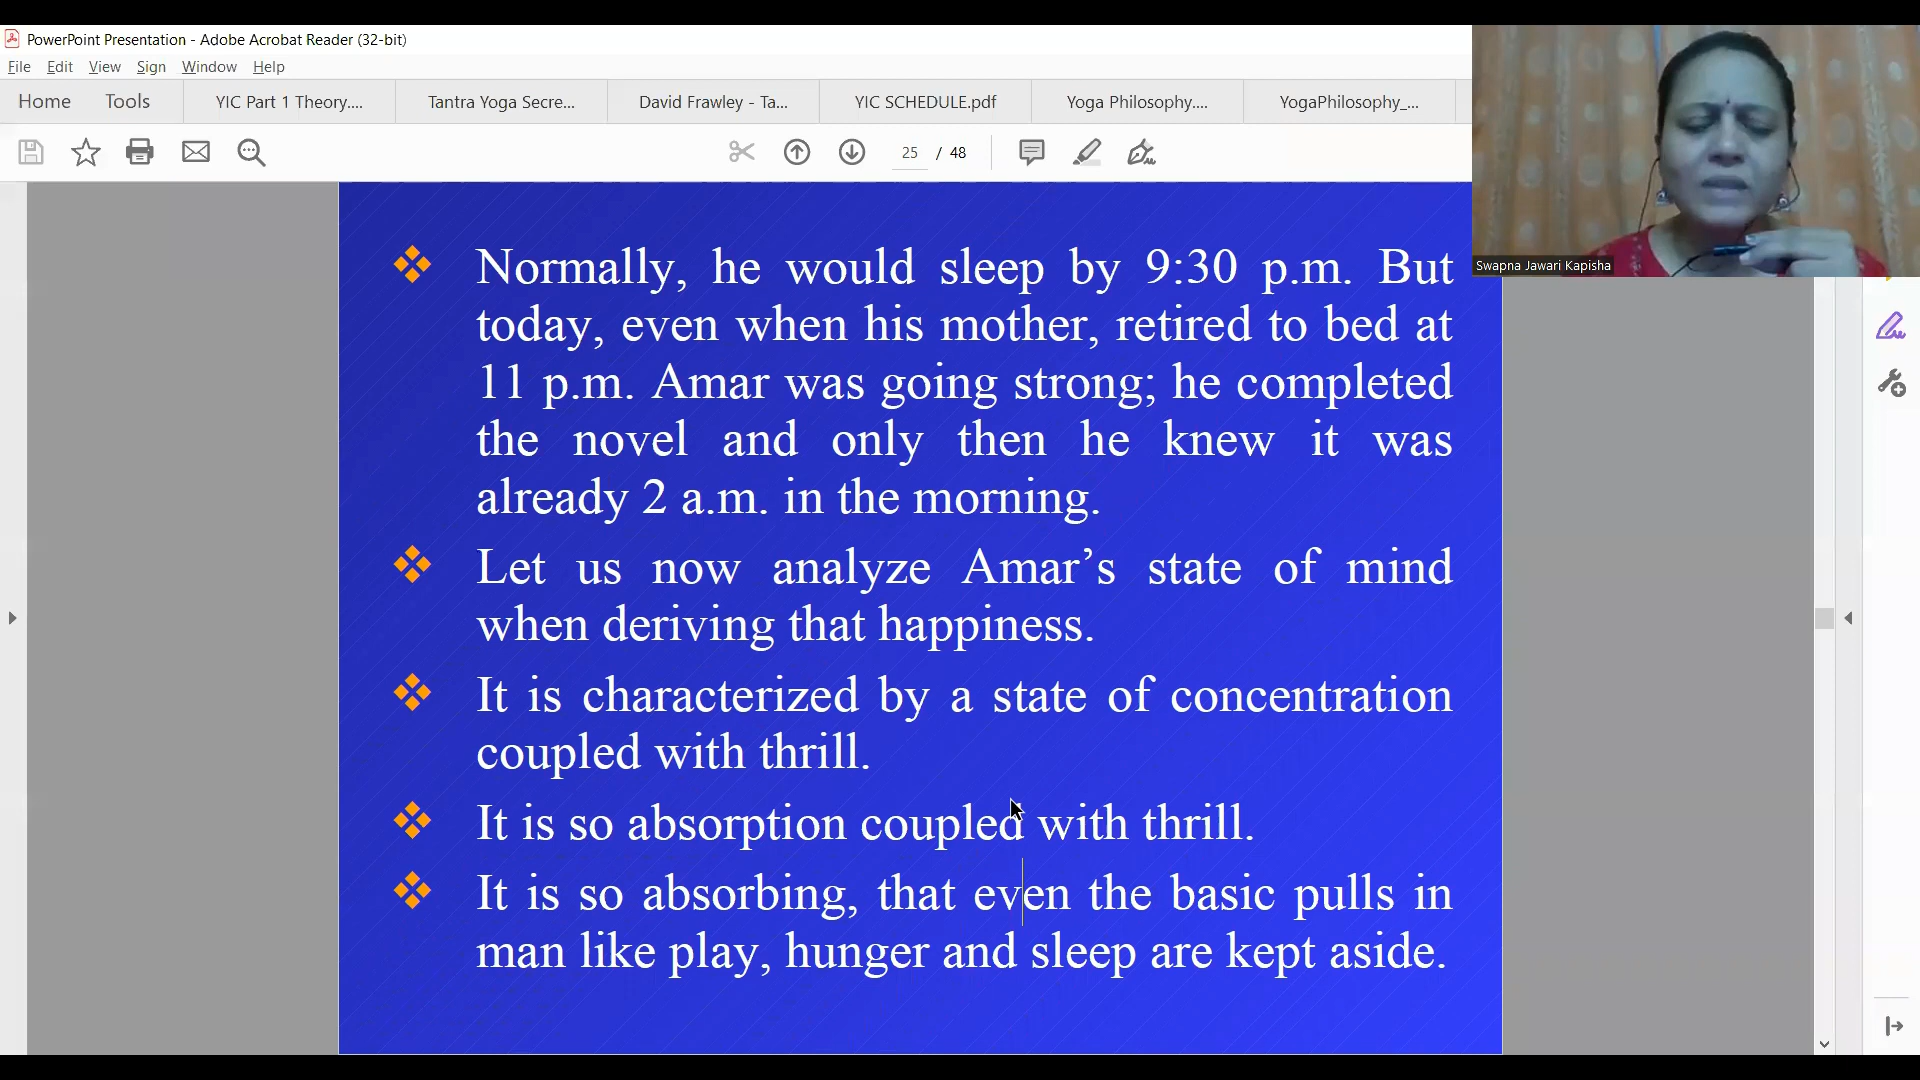 PowerPoint Presentation - Adobe Acrobat Reader (32-bit)
File Edit View Sign Window Help
Home Tools YIC Part 1 Theory.... Tantra Yoga Secre... David Frawley - Ta... YIC SCHEDULE.pdf Yoga Philosophy.... YogaPhilosophy_...
25 / 48
Swapna Jawari Kapisha
Normally, he would sleep by 9:30 p.m. But
today, even when his mother, retired to bed at
11 p.m. Amar was going strong; he completed
the novel and only then he knew it was
already 2 a.m. in the morning.
Let us now analyze Amar’s state of mind
when deriving that happiness.
It is characterized by a state of concentration
coupled with thrill.
It is so absorption coupled with thrill.
It is so absorbing, that even the basic pulls in
man like play, hunger and sleep are kept aside.